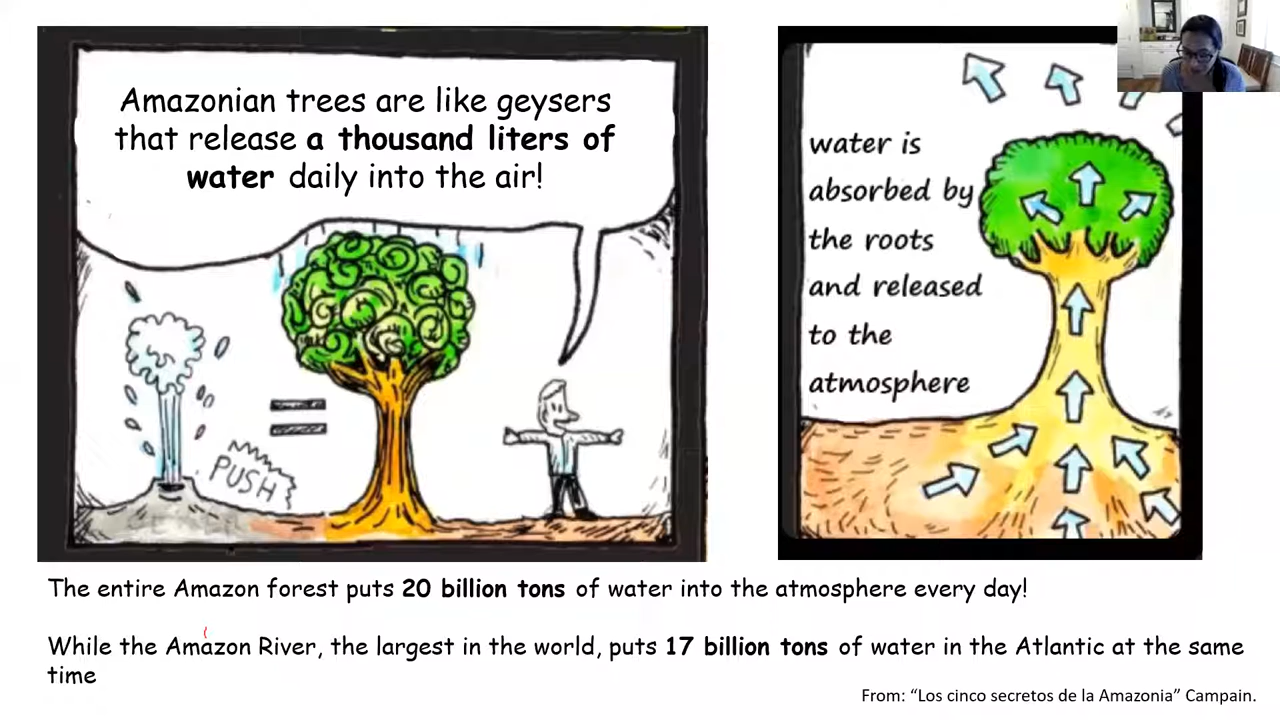 Amazonian trees are like geysers
that release a thousand liters of
water daily into the air!
PUSH
water is
absorbed by
the roots
and released
to the
atmosphere
The entire Amazon forest puts 20 billion tons of water into the atmosphere every day!
While the Amazon River, the largest in the world, puts 17 billion tons of water in the Atlantic at the same
time
From: “Los cinco secretos de la Amazonia” Campain.